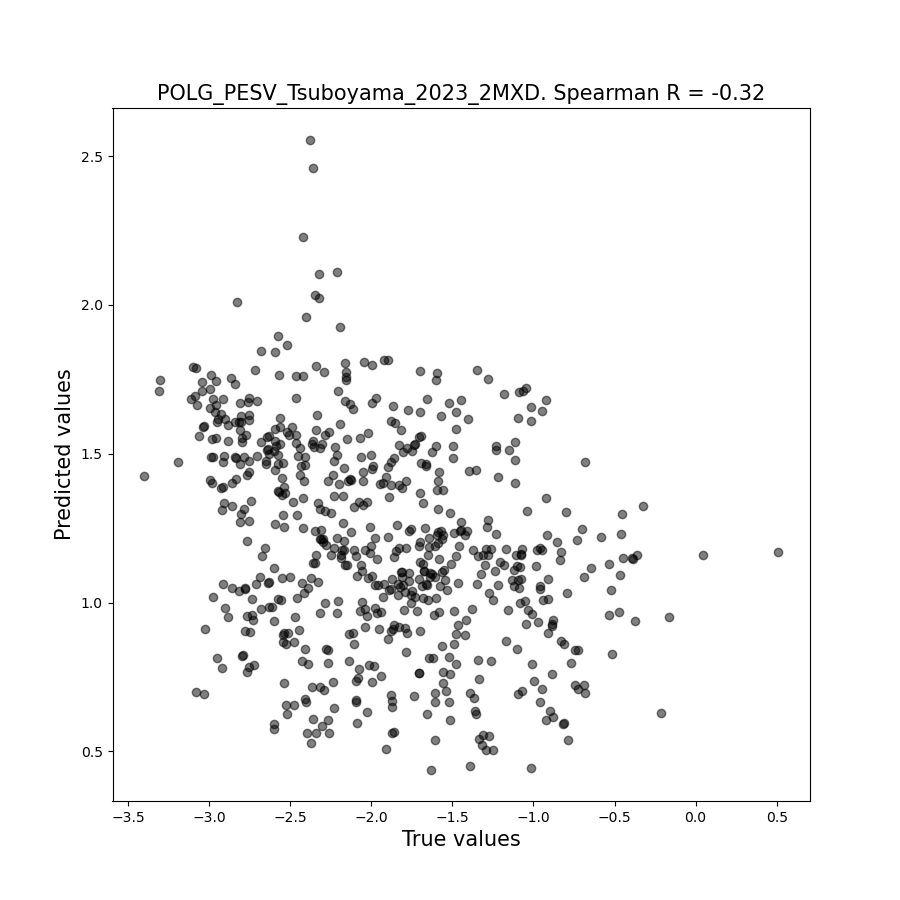 POLG_PESV_Tsuboyama_2023_2MXD. Spearman R = -0.32
2.5
2.0
1.5
1.0
0.5
Predicted values
−3.5 −3.0 −2.5 −2.0 −1.5 −1.0 −0.5 0.0 0.5
True values